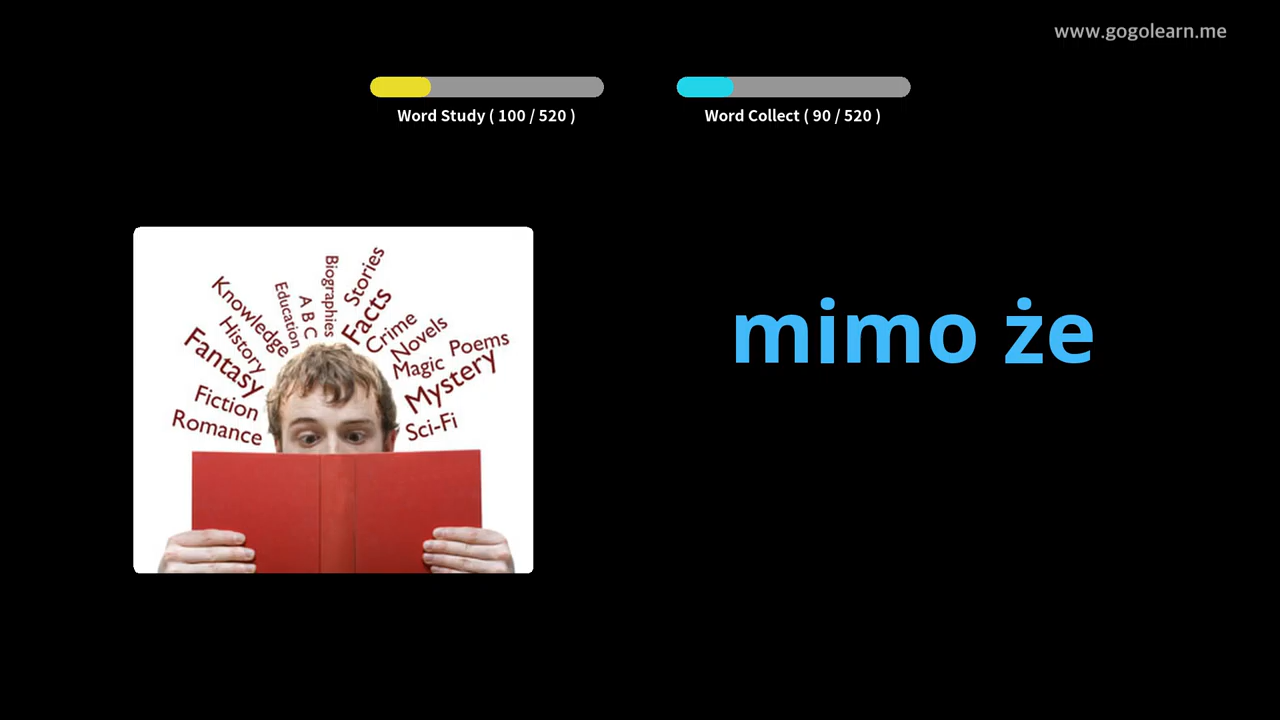 www.gogolearn.me
Word Study ( 100 / 520 )
Word Collect ( 90 / 520 )
Biographies
Stories
Knowledge
Education
A B C
Facts
History
Crime
Novels
Fantasy
Magic
Poems
Mystery
Fiction
Romance
Sci-Fi
mimo że